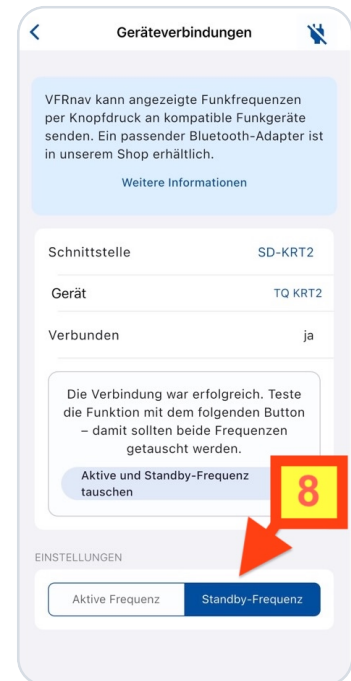 Geräteverbindungen
VFRnav kann angezeigte Funkfrequenzen
per Knopfdruck an kompatible Funkgeräte
senden. Ein passender Bluetooth-Adapter ist
in unserem Shop erhältlich.
Weitere Informationen
Schnittstelle SD-KRT2
Gerät TQ KRT2
Verbunden ja
Die Verbindung war erfolgreich. Teste
die Funktion mit dem folgenden Button
– damit sollten beide Frequenzen
getauscht werden.
Aktive und Standby-Frequenz
tauschen
8
EINSTELLUNGEN
Aktive Frequenz Standby-Frequenz